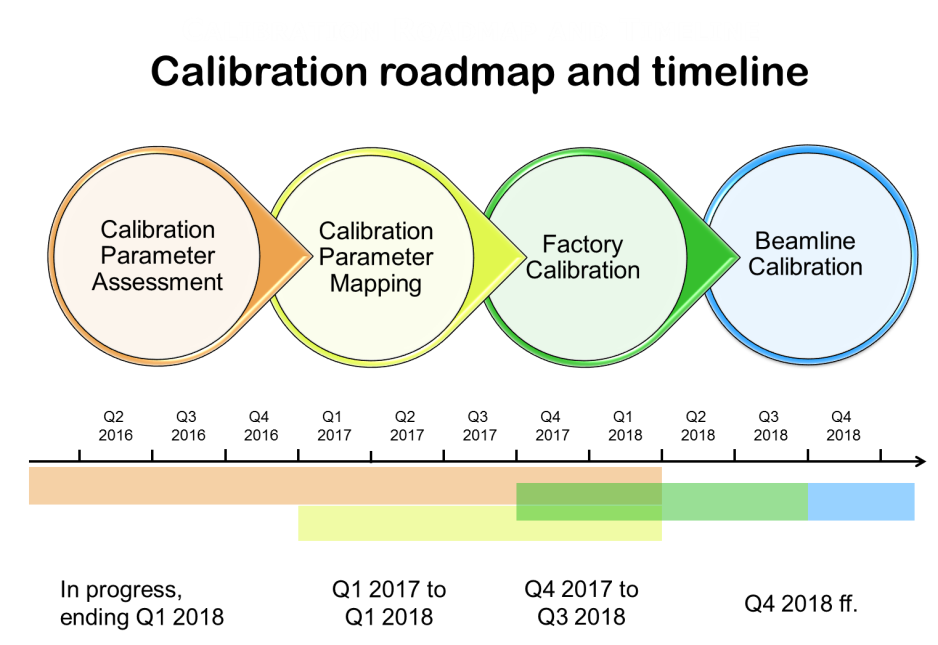 Calibration roadmap and timeline
Calibration
Parameter
Assessment
Calibration
Parameter
Mapping
Factory
Calibration
Beamline
Calibration
Q2
2016
Q3
2016
Q4
2016
Q1
2017
Q2
2017
Q3
2017
Q4
2017
Q1
2018
Q2
2018
Q3
2018
Q4
2018
In progress,
ending Q1 2018
Q1 2017 to
Q1 2018
Q4 2017 to
Q3 2018
Q4 2018 ff.